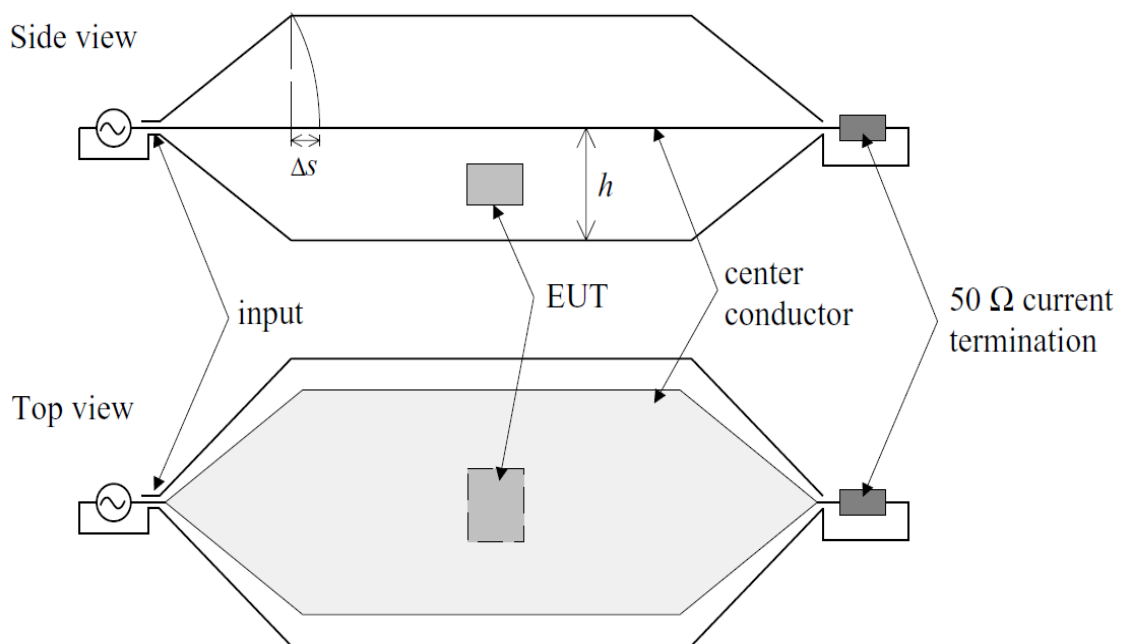 Side view
Δs
h
input
EUT
center
conductor
50 Ω current
termination
Top view